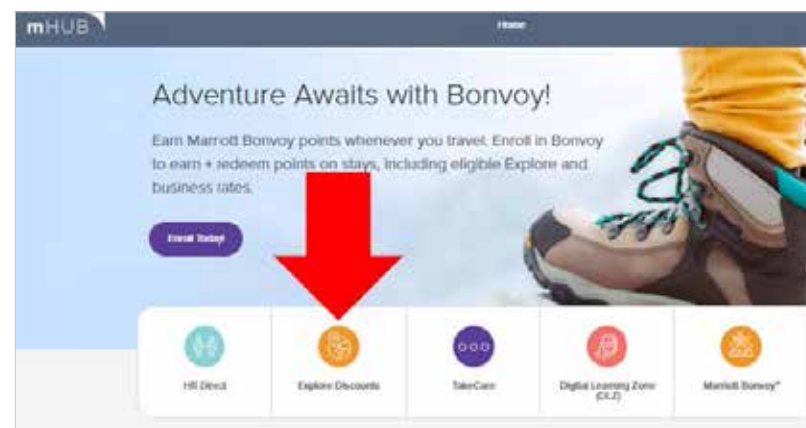 mHUB
Home
Adventure Awaits with Bonvoy!
Earn Marriott Bonvoy points whenever you travel. Enroll in Bonvoy
to earn + redeem points on stays, including eligible Explore and
business rates.
Enroll Today!
HR Direct
Explore Discounts
TakeCare
Digital Learning Zone
(DLZ)
Marriott Bonvoy™